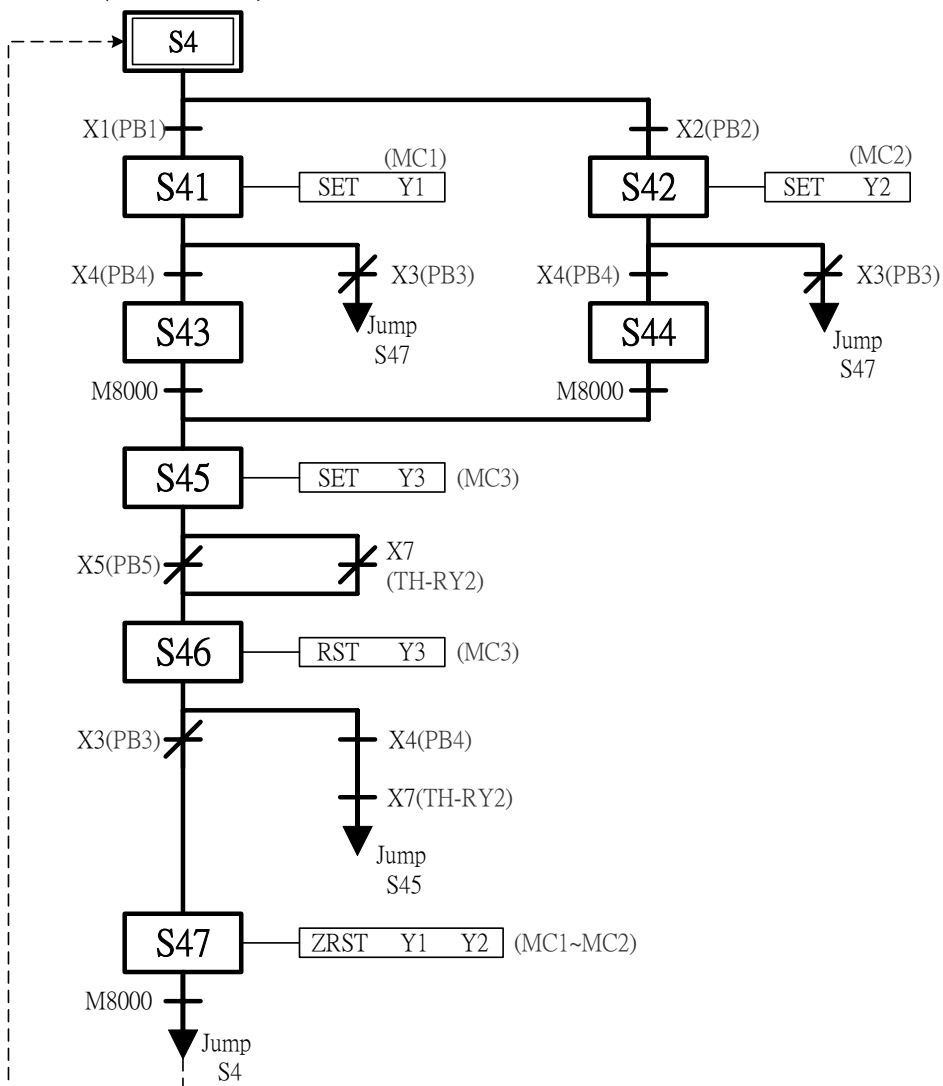 S4
X1(PB1)
X2(PB2)
(MC1)
(MC2)
S41
SET Y1
S42
SET Y2
X4(PB4)
X3(PB3)
X4(PB4)
X3(PB3)
S43
Jump
S47
S44
Jump
S47
M8000
M8000
S45
SET Y3
(MC3)
X5(PB5)
X7
(TH-RY2)
S46
RST Y3
(MC3)
X3(PB3)
X4(PB4)
X7(TH-RY2)
Jump
S45
S47
ZRST Y1 Y2
(MC1~MC2)
M8000
Jump
S4